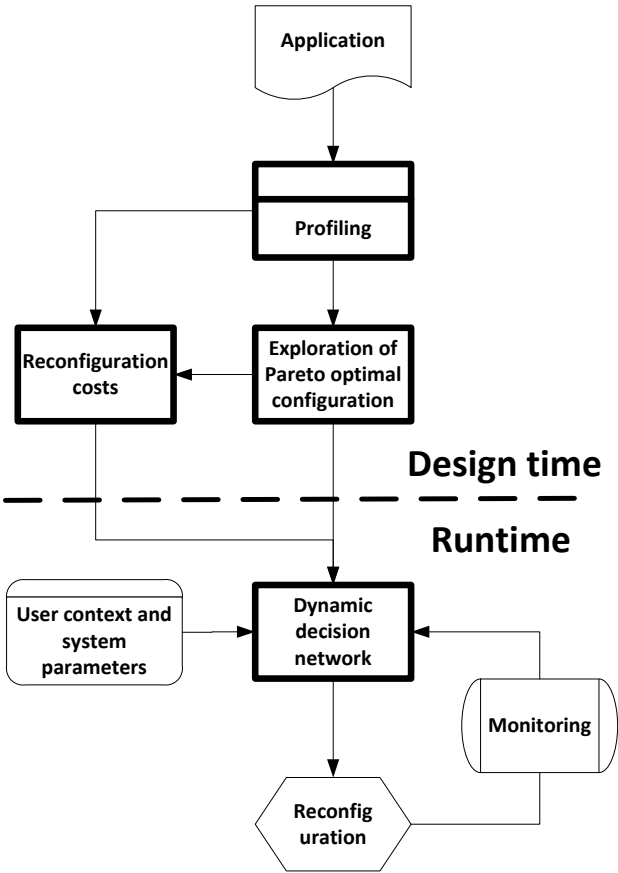 Application
Profiling
Reconfiguration
costs
Exploration of
Pareto optimal
configuration
Design time
Runtime
User context and
system
parameters
Dynamic
decision
network
Monitoring
Reconfig
uration